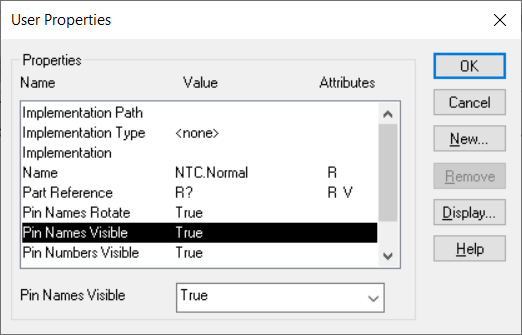 User Properties
Properties
Name Value Attributes
Implementation Path
Implementation Type <none>
Implementation
Name NTC.Normal R
Part Reference R? R V
Pin Names Rotate True
Pin Names Visible True
Pin Numbers Visible True
Pin Names Visible True
OK
Cancel
New...
Remove
Display...
Help